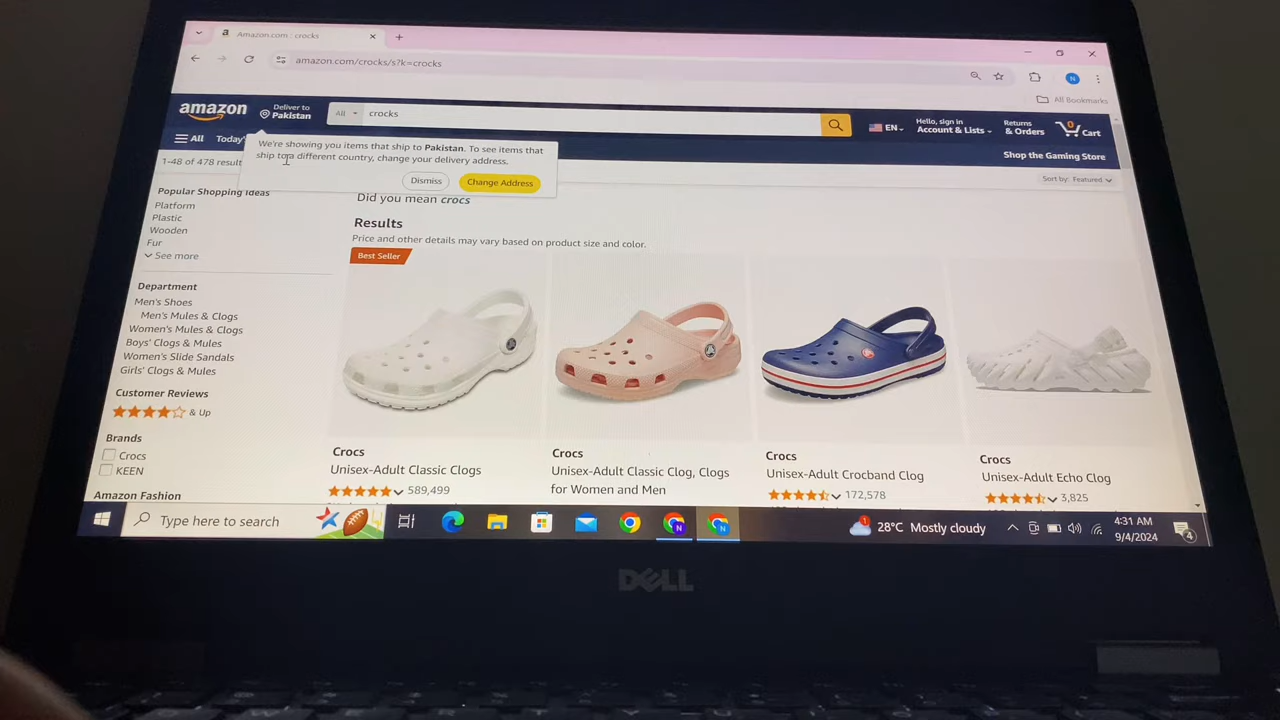 Amazon.com : crocks
amazon.com/crocks/s?k=crocks
N
All Bookmarks
amazon
Deliver to
Pakistan
All
crocks
EN
Hello, sign in
Account & Lists
Returns
& Orders
0
Cart
All
Today'
Shop the Gaming Store
We're showing you items that ship to Pakistan. To see items that
ship to a different country, change your delivery address.
Dismiss
Change Address
1-48 of 478 result
Sort by: Featured
Popular Shopping Ideas
Platform
Plastic
Wooden
Fur
See more
Department
Men's Shoes
Men's Mules & Clogs
Women's Mules & Clogs
Boys' Clogs & Mules
Women's Slide Sandals
Girls' Clogs & Mules
Customer Reviews
& Up
Brands
Crocs
KEEN
Amazon Fashion
Did you mean crocs
Results
Price and other details may vary based on product size and color.
Best Seller
Crocs
Unisex-Adult Classic Clogs
589,499
Crocs
Unisex-Adult Classic Clog, Clogs
for Women and Men
Crocs
Unisex-Adult Crocband Clog
172,578
Crocs
Unisex-Adult Echo Clog
3,825
Type here to search
N
N
1
28°C Mostly cloudy
4:31 AM
9/4/2024
4
DELL